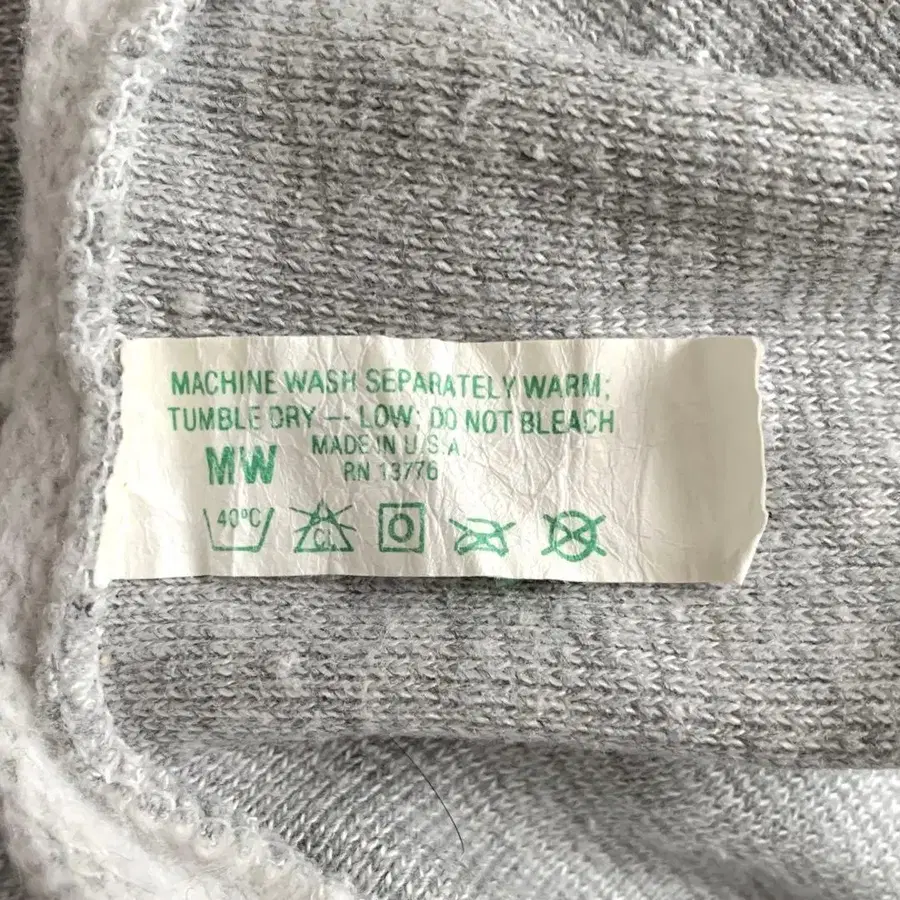 MACHINE WASH SEPARATELY WARM;
TUMBLE DRY — LOW; DO NOT BLEACH
MADE IN U.S.A.
MW RN 13776
40°C CL